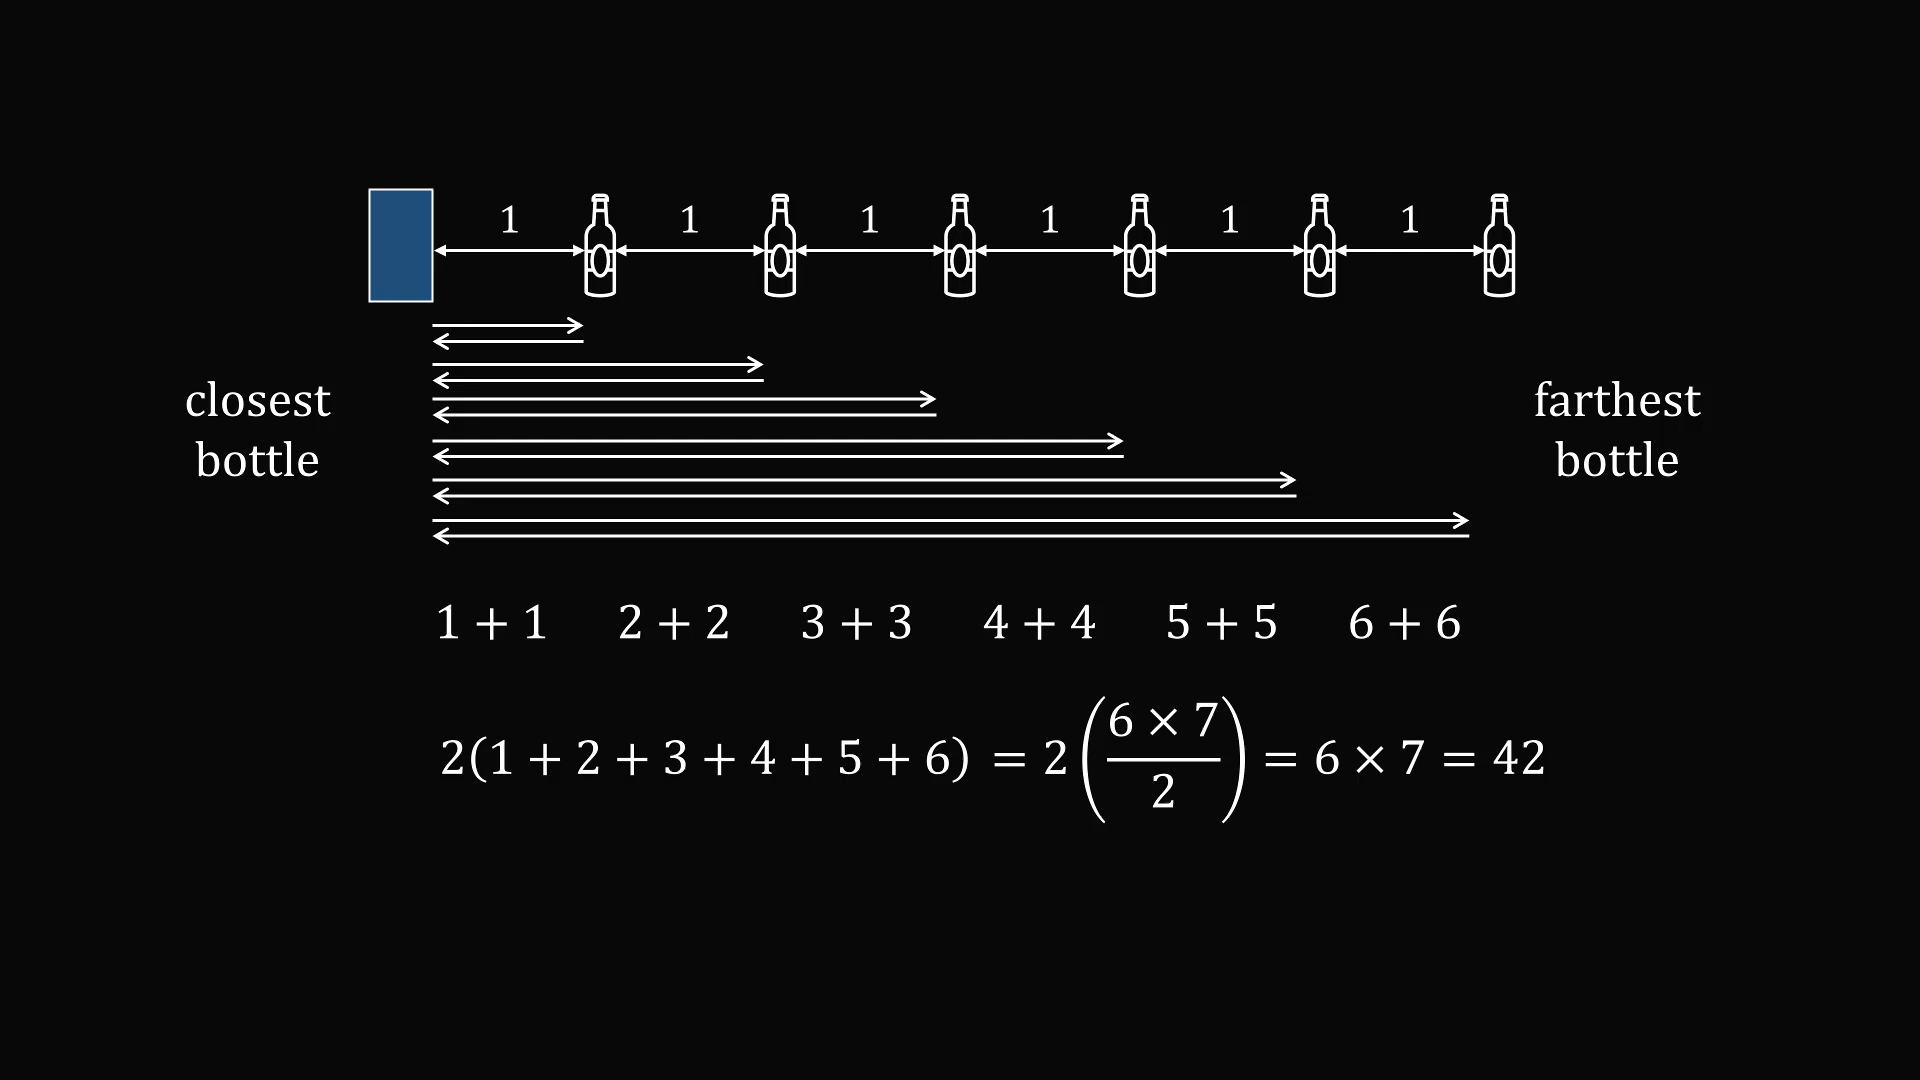 1 1 1 1 1 1
closest
bottle
farthest
bottle
1 + 1 2 + 2 3 + 3 4 + 4 5 + 5 6 + 6
2(1 + 2 + 3 + 4 + 5 + 6) = 2(6 × 7 / 2) = 6 × 7 = 42